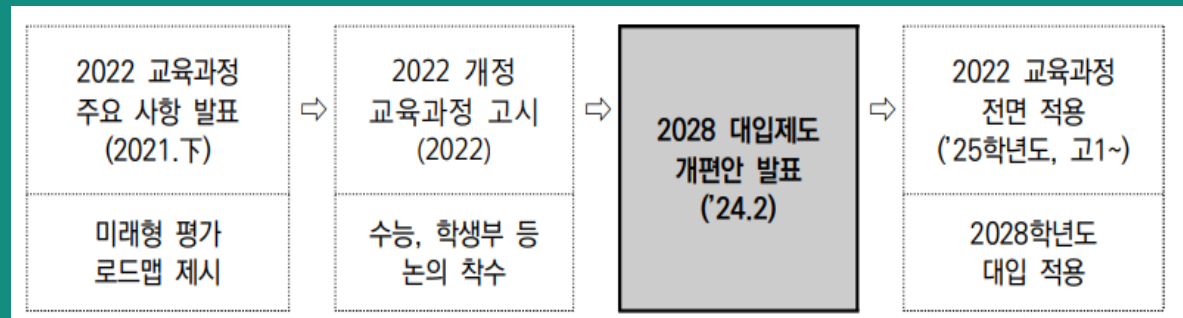 2022 교육과정
주요 사항 발표
(2021.下)
미래형 평가
로드맵 제시
⇨
2022 개정
교육과정 고시
(2022)
수능, 학생부 등
논의 착수
⇨
2028 대입제도
개편안 발표
('24.2)
⇨
2022 교육과정
전면 적용
('25학년도, 고1~)
2028학년도
대입 적용